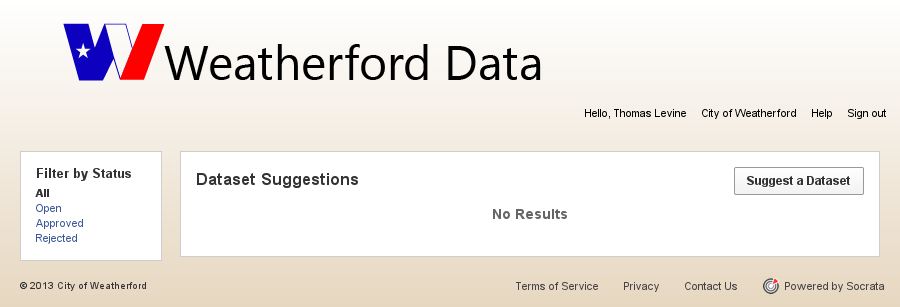 Weatherford Data
Hello, Thomas Levine City of Weatherford Help Sign out
Filter by Status
All
Open
Approved
Rejected
Dataset Suggestions
Suggest a Dataset
No Results
© 2013 City of Weatherford
Terms of Service Privacy Contact Us Powered by Socrata